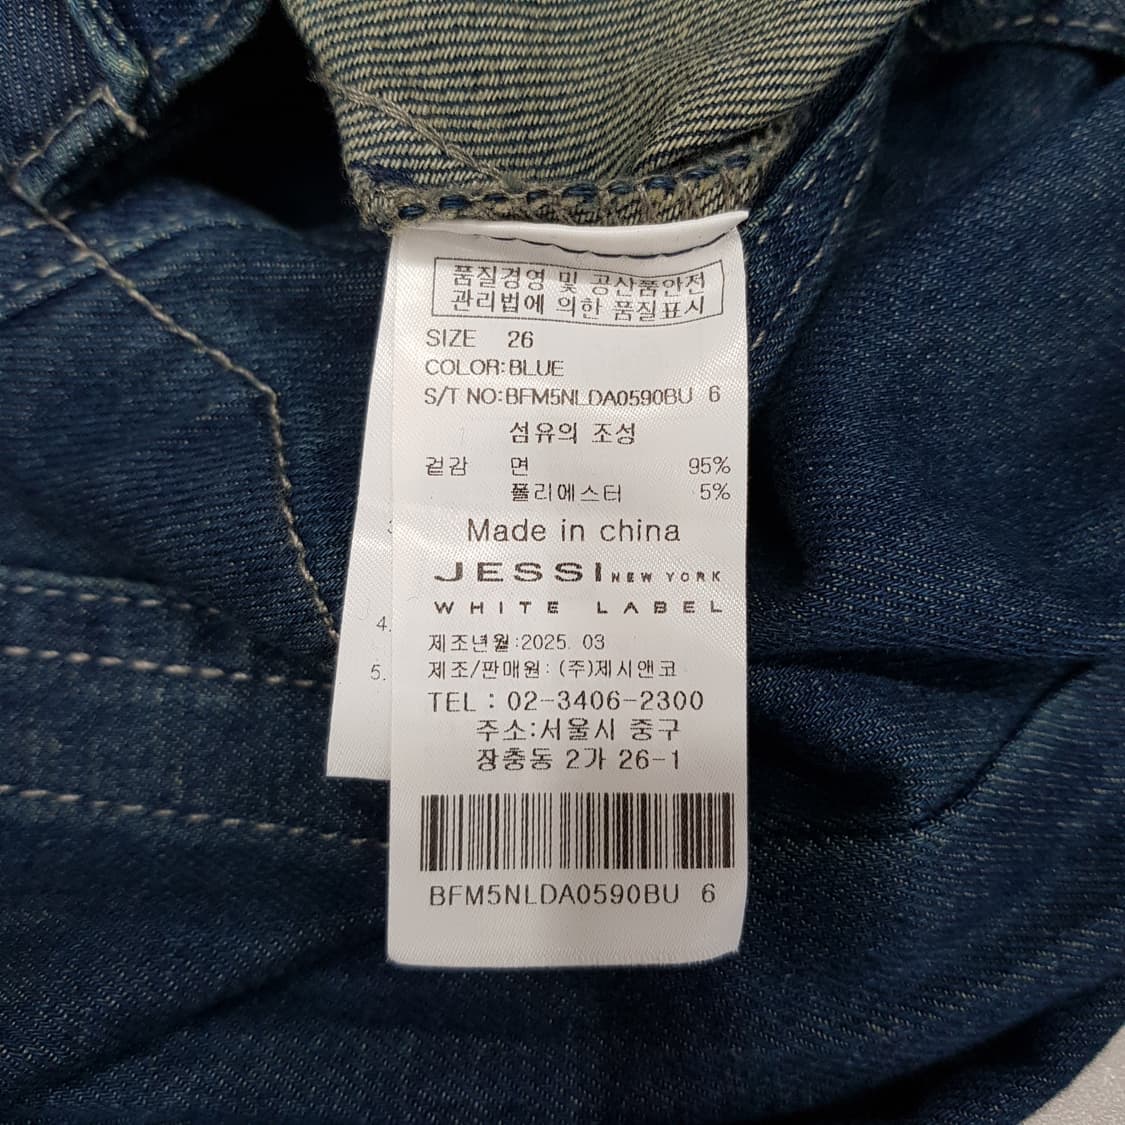 품질경영 및 공산품안전
관리법에 의한 품질표시
SIZE 26
COLOR:BLUE
S/T NO:BFM5NLDA0590BU 6
섬유의 조성
겉감 면 95%
폴리에스터 5%
Made in china
JESSI NEW YORK
WHITE LABEL
제조년월:2025. 03
제조/판매원: (주)제시앤코
TEL : 02-3406-2300
주소:서울시 중구
장충동 2가 26-1
BFM5NLDA0590BU 6
4.
5.